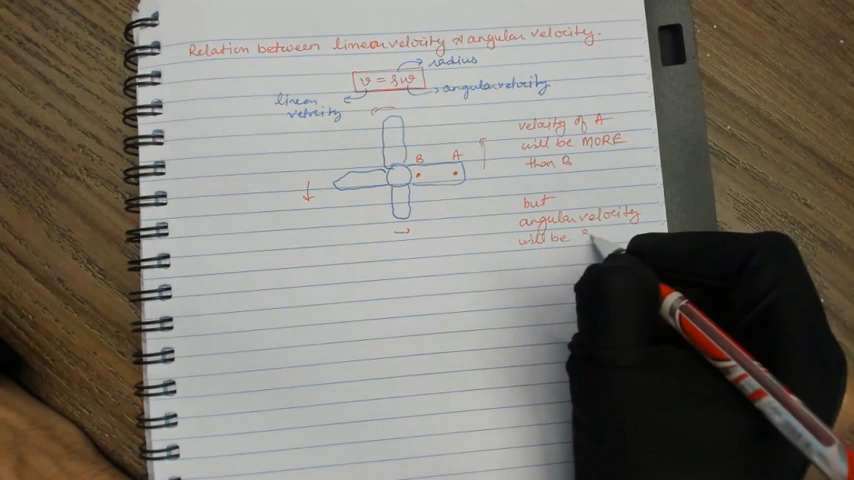 Relation between linear velocity & angular velocity.
radius
v = rω
linear velocity
angular velocity
B A
velocity of A
will be MORE
than B
but
angular velocity
will be